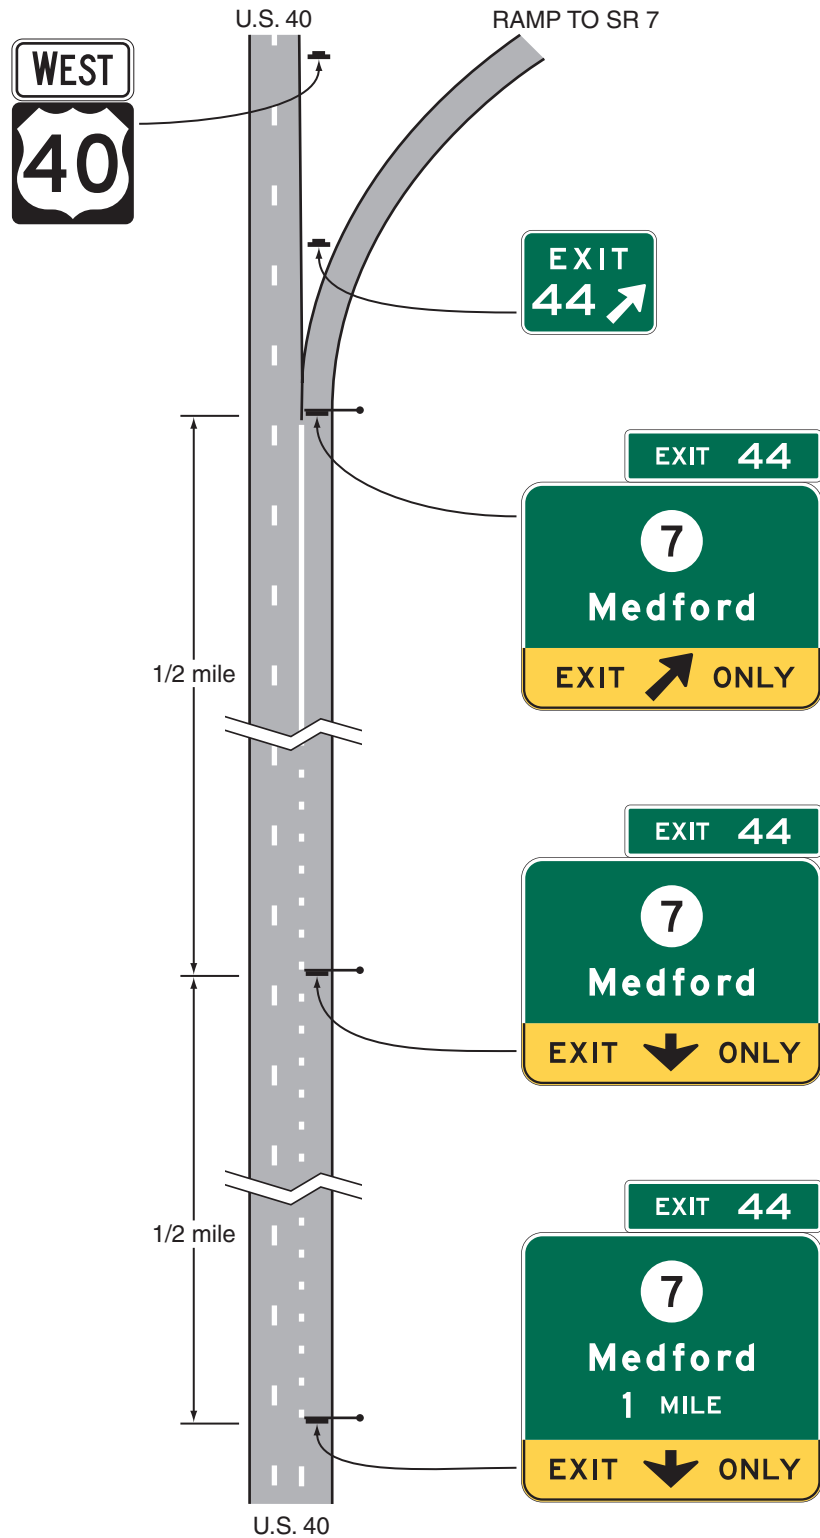 U.S. 40
RAMP TO SR 7
WEST
40
EXIT
44
EXIT 44
7
Medford
EXIT ONLY
1/2 mile
EXIT 44
7
Medford
EXIT ONLY
1/2 mile
EXIT 44
7
Medford
1 MILE
EXIT ONLY
U.S. 40